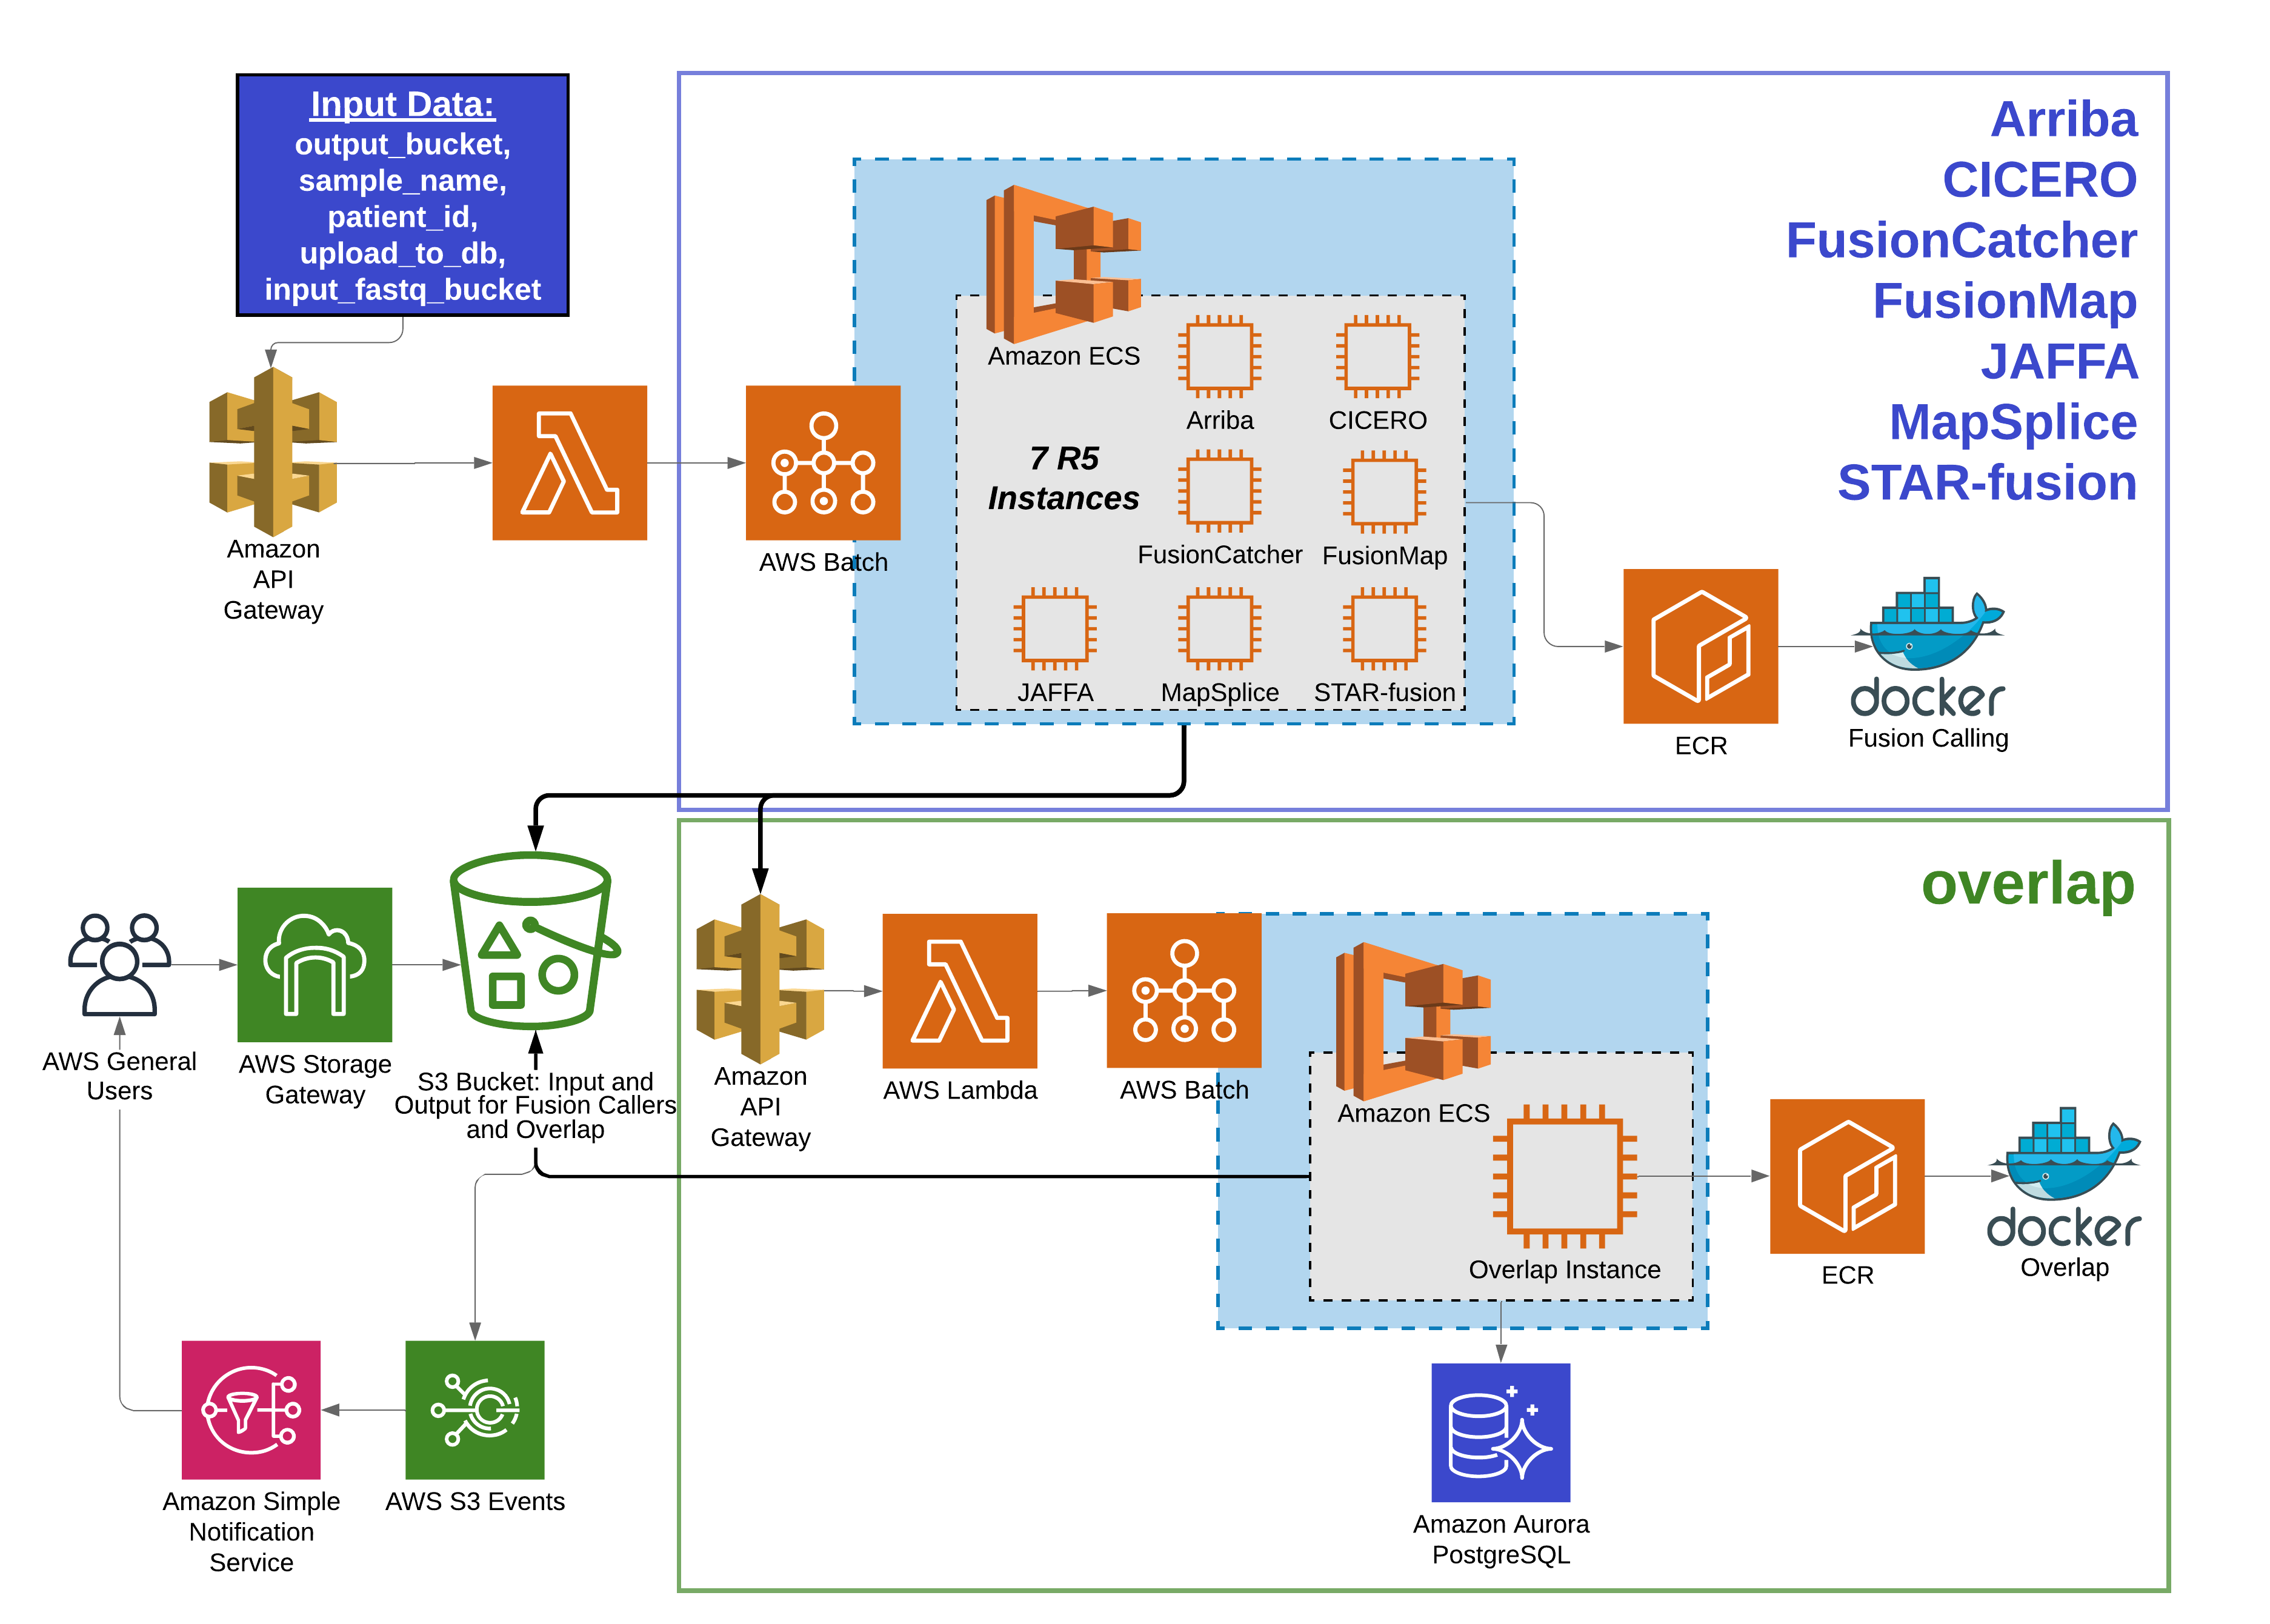 Input Data:
output_bucket,
sample_name,
patient_id,
upload_to_db,
input_fastq_bucket
Arriba
CICERO
FusionCatcher
FusionMap
JAFFA
MapSplice
STAR-fusion
Amazon
API
Gateway
AWS Batch
Amazon ECS
7 R5
Instances
Arriba
CICERO
FusionCatcher
FusionMap
JAFFA
MapSplice
STAR-fusion
ECR
docker
Fusion Calling
overlap
AWS General
Users
AWS Storage
Gateway
S3 Bucket: Input and
Output for Fusion Callers
and Overlap
Amazon
API
Gateway
AWS Lambda
AWS Batch
Amazon ECS
Overlap Instance
ECR
docker
Overlap
Amazon Simple
Notification
Service
AWS S3 Events
Amazon Aurora
PostgreSQL